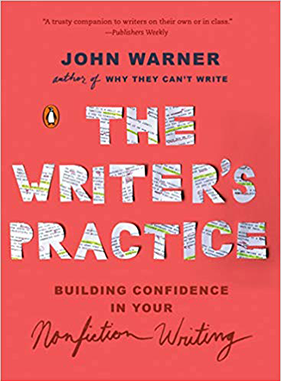 "A trusty companion to writers on their own or in class."
—Publishers Weekly
JOHN WARNER
author of WHY THEY CAN'T WRITE
THE
WRITER'S
PRACTICE
BUILDING CONFIDENCE
IN YOUR
Nonfiction Writing